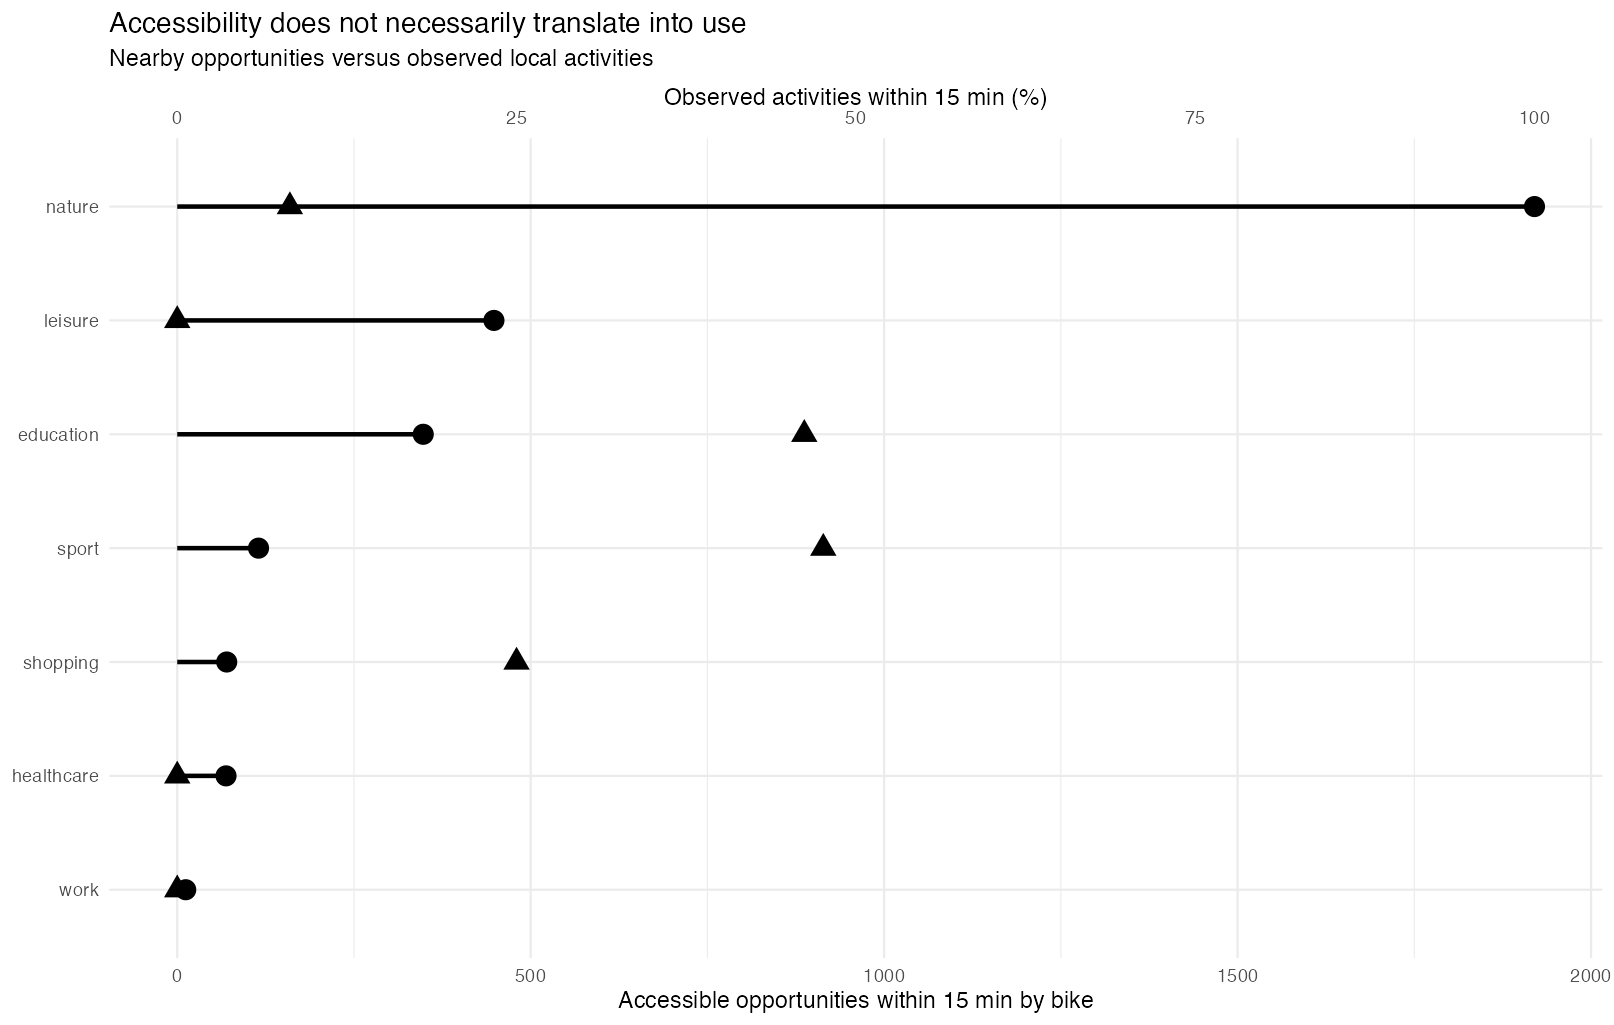 Accessibility does not necessarily translate into use
Nearby opportunities versus observed local activities
Observed activities within 15 min (%)
0 25 50 75 100
nature
leisure
education
sport
shopping
healthcare
work
0 500 1000 1500 2000
Accessible opportunities within 15 min by bike